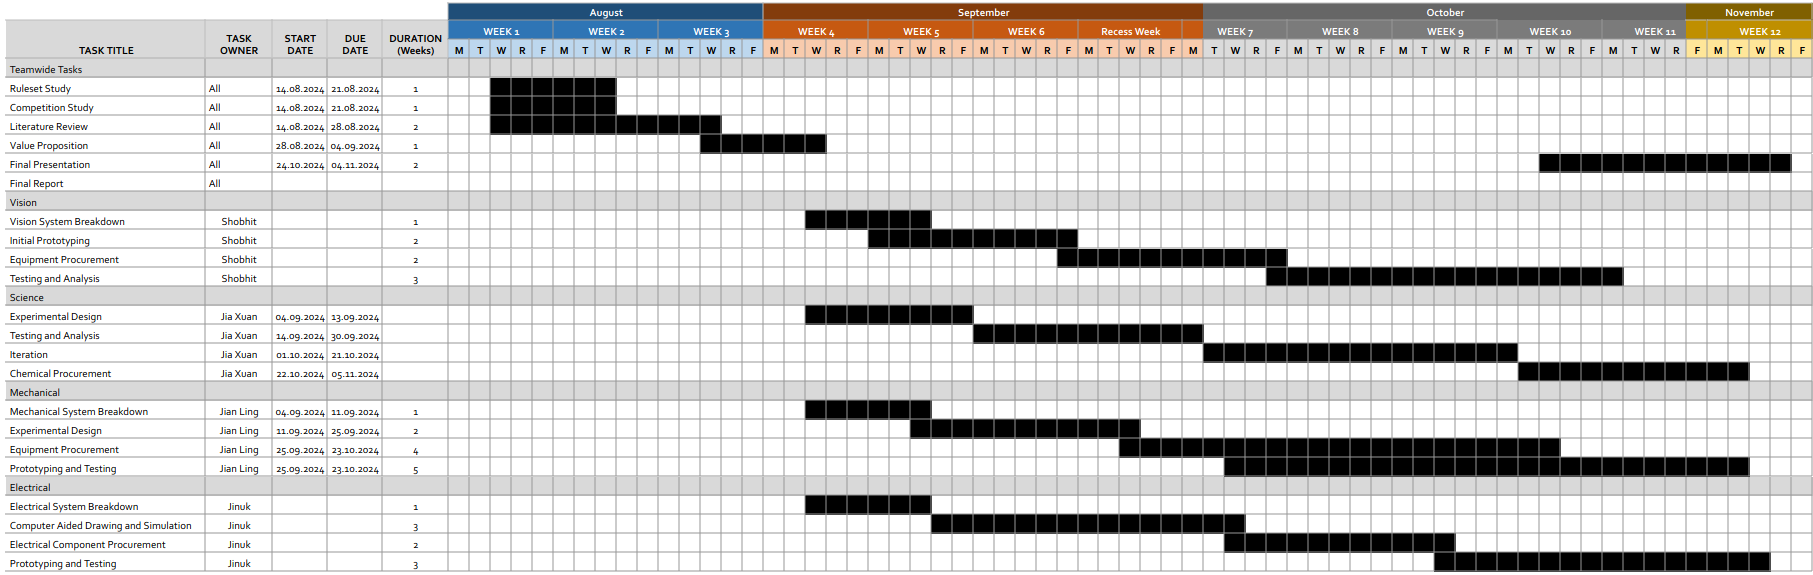 August September October November
WEEK 1 WEEK 2 WEEK 3 WEEK 4 WEEK 5 WEEK 6 Recess Week WEEK 7 WEEK 8 WEEK 9 WEEK 10 WEEK 11 WEEK 12
TASK TITLE TASK OWNER START DATE DUE DATE DURATION (Weeks)
M T W R F M T W R F M T W R F M T W R F M T W R F M T W R F M T W R F M T W R F M T W R F M T W R F M T W R F M T W R F M T W R F
Teamwide Tasks
Ruleset Study All 14.08.2024 21.08.2024 1
Competition Study All 14.08.2024 21.08.2024 1
Literature Review All 14.08.2024 28.08.2024 2
Value Proposition All 28.08.2024 04.09.2024 1
Final Presentation All 24.10.2024 04.11.2024 2
Final Report All
Vision
Vision System Breakdown Shobhit 1
Initial Prototyping Shobhit 2
Equipment Procurement Shobhit 2
Testing and Analysis Shobhit 3
Science
Experimental Design Jia Xuan 04.09.2024 13.09.2024
Testing and Analysis Jia Xuan 14.09.2024 30.09.2024
Iteration Jia Xuan 01.10.2024 21.10.2024
Chemical Procurement Jia Xuan 22.10.2024 05.11.2024
Mechanical
Mechanical System Breakdown Jian Ling 04.09.2024 11.09.2024 1
Experimental Design Jian Ling 11.09.2024 25.09.2024 2
Equipment Procurement Jian Ling 25.09.2024 23.10.2024 4
Prototyping and Testing Jian Ling 25.09.2024 23.10.2024 5
Electrical
Electrical System Breakdown Jinuk 1
Computer Aided Drawing and Simulation Jinuk 3
Electrical Component Procurement Jinuk 2
Prototyping and Testing Jinuk 3